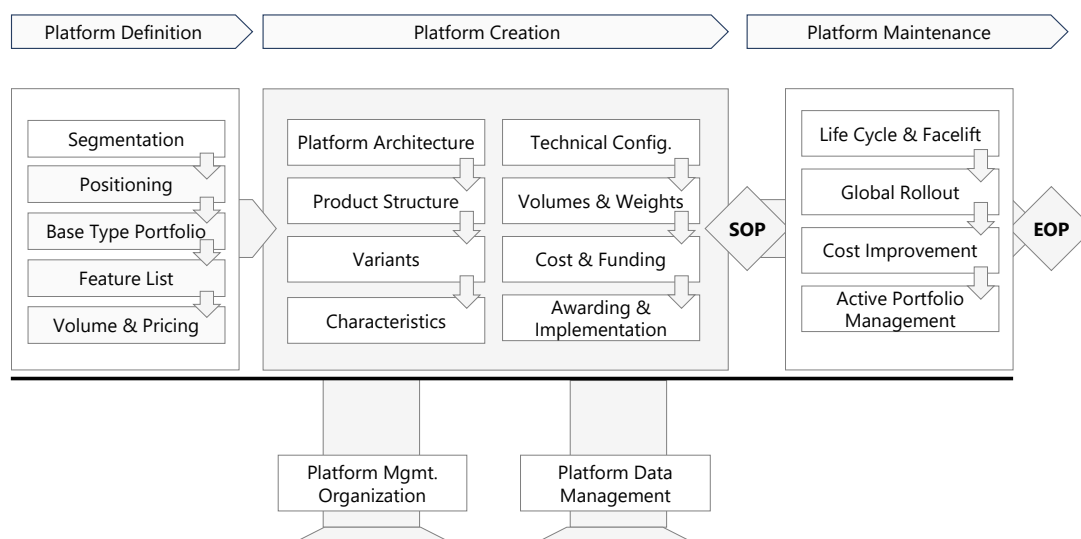 Platform Definition
Platform Creation
Platform Maintenance
Segmentation
Positioning
Base Type Portfolio
Feature List
Volume & Pricing
Platform Architecture
Product Structure
Variants
Characteristics
Technical Config.
Volumes & Weights
Cost & Funding
Awarding &
Implementation
SOP
Life Cycle & Facelift
Global Rollout
Cost Improvement
Active Portfolio
Management
EOP
Platform Mgmt.
Organization
Platform Data
Management